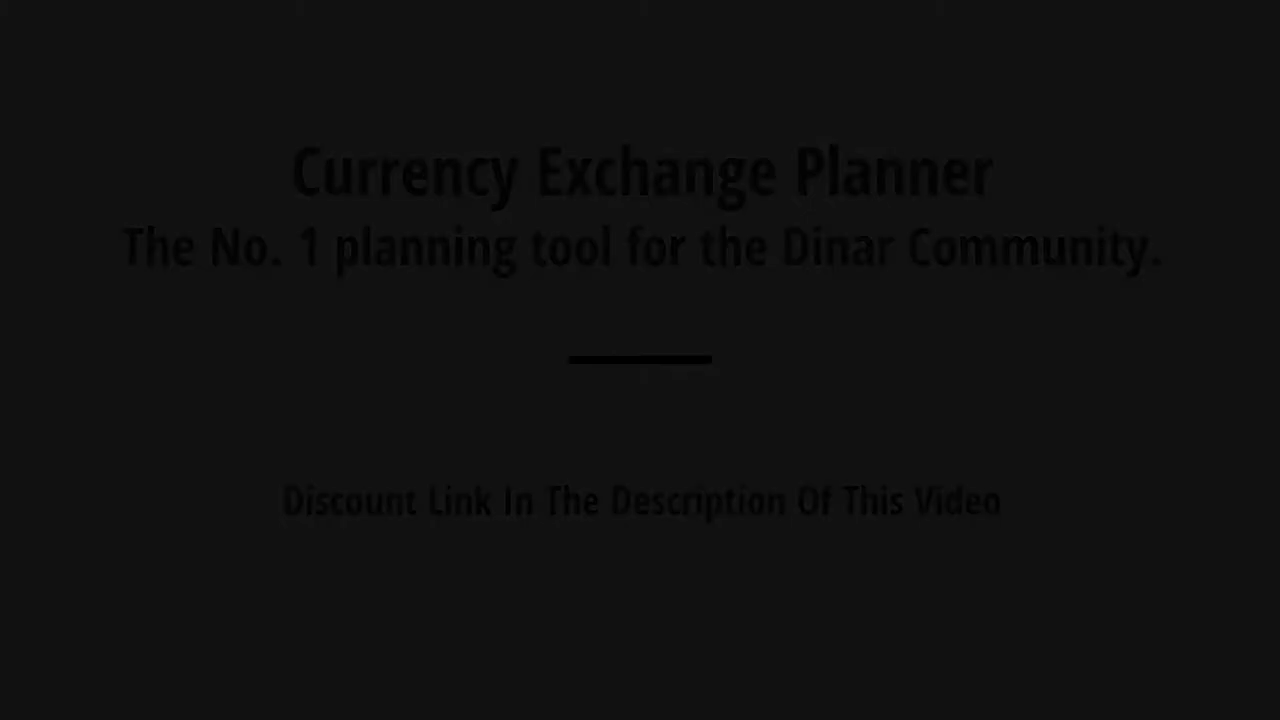 Currency Exchange Planner
The No. 1 planning tool for the Dinar Community.
Discount Link In The Description Of This Video